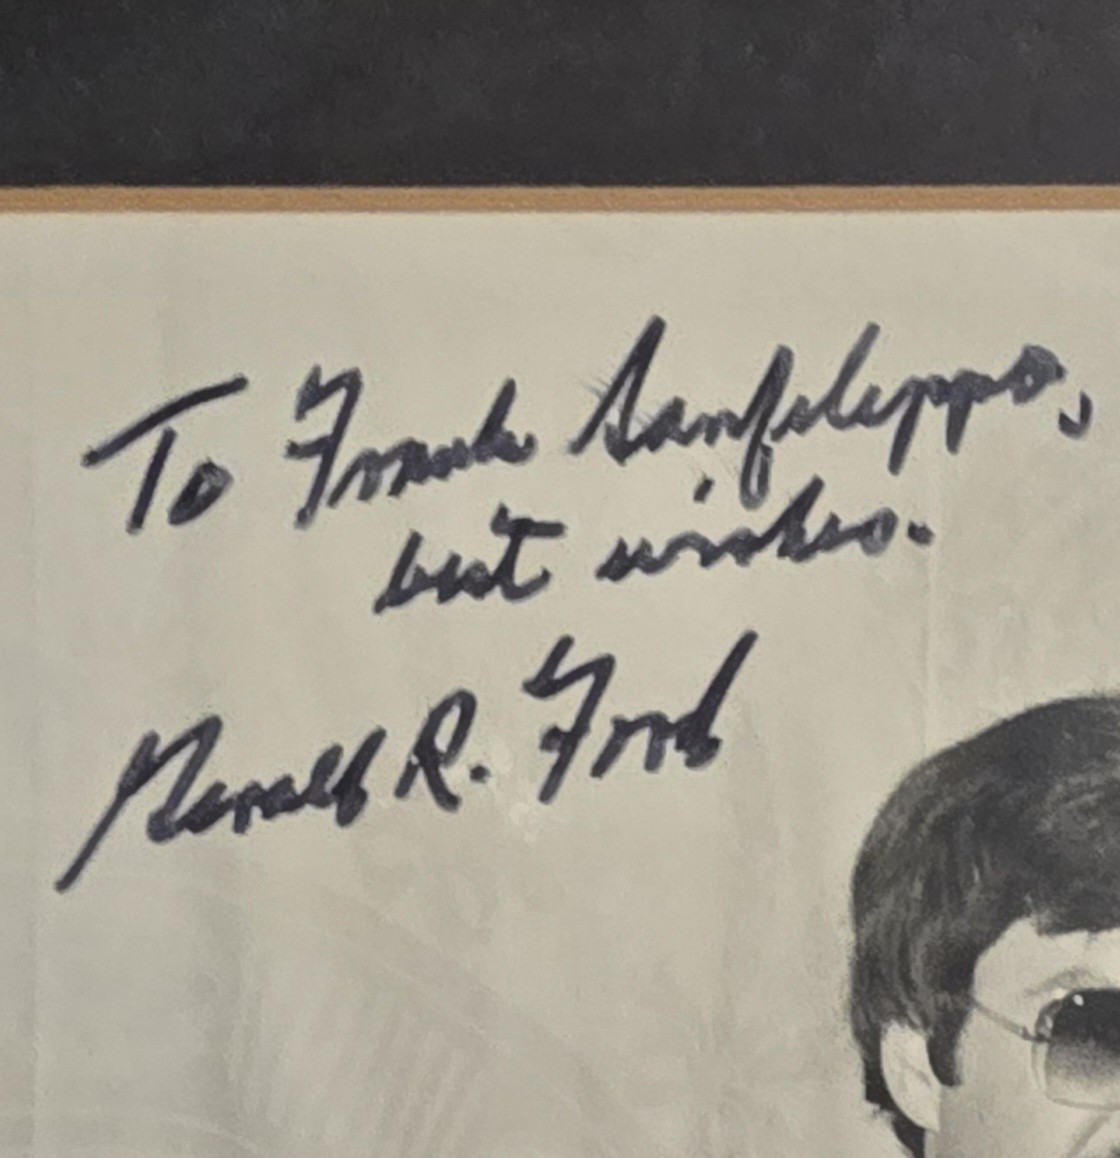 To Frank Sanfilippo,
best wishes.
Gerald R. Ford